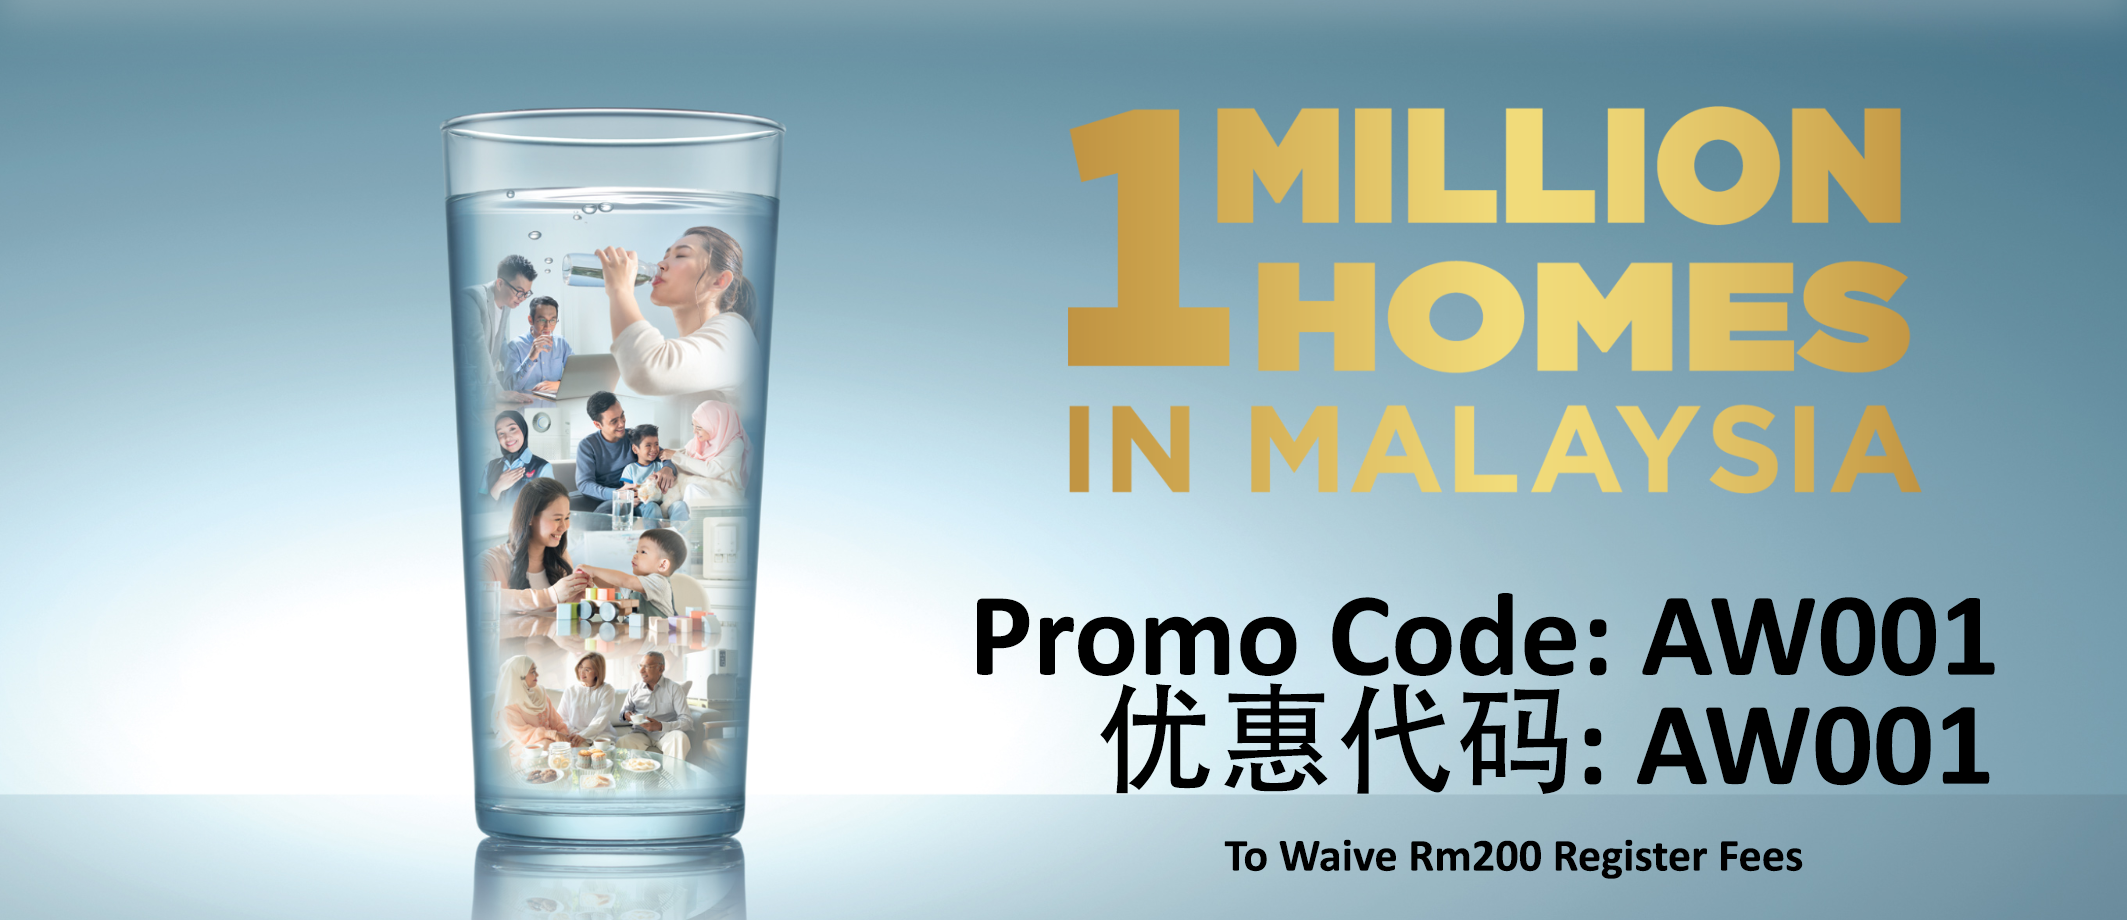 1 MILLION
HOMES
IN MALAYSIA
Promo Code: AW001
优惠代码: AW001
To Waive Rm200 Register Fees